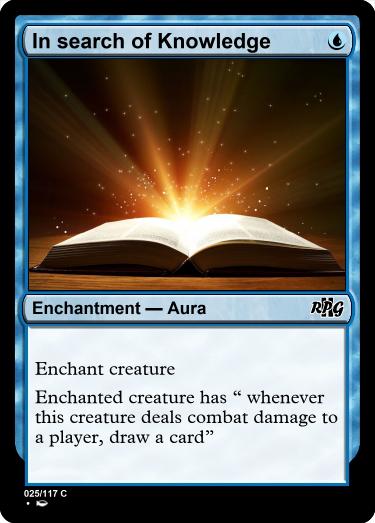 In search of Knowledge
Enchantment — Aura
RPG
Enchant creature
Enchanted creature has “ whenever
this creature deals combat damage to
a player, draw a card”
025/117 C